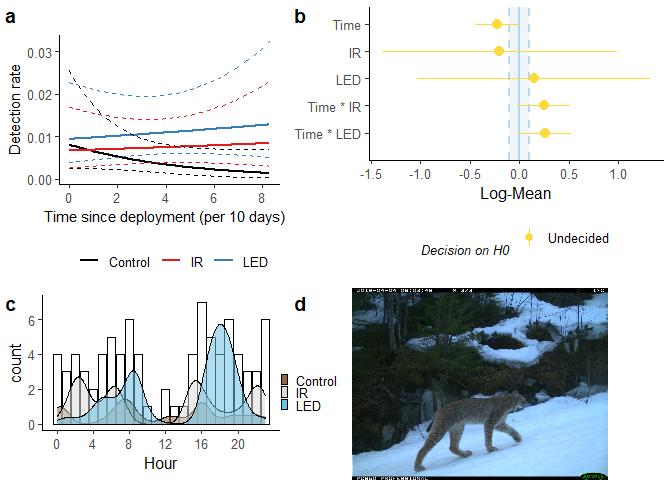 a
Detection rate
0.03
0.02
0.01
0.00
0
2
4
6
8
Time since deployment (per 10 days)
Control
IR
LED
b
Time
IR
LED
Time * IR
Time * LED
-1.5
-1.0
-0.5
0.0
0.5
1.0
Log-Mean
Decision on H0
Undecided
c
count
6
4
2
0
0
4
8
12
16
20
Hour
Control
IR
LED
d